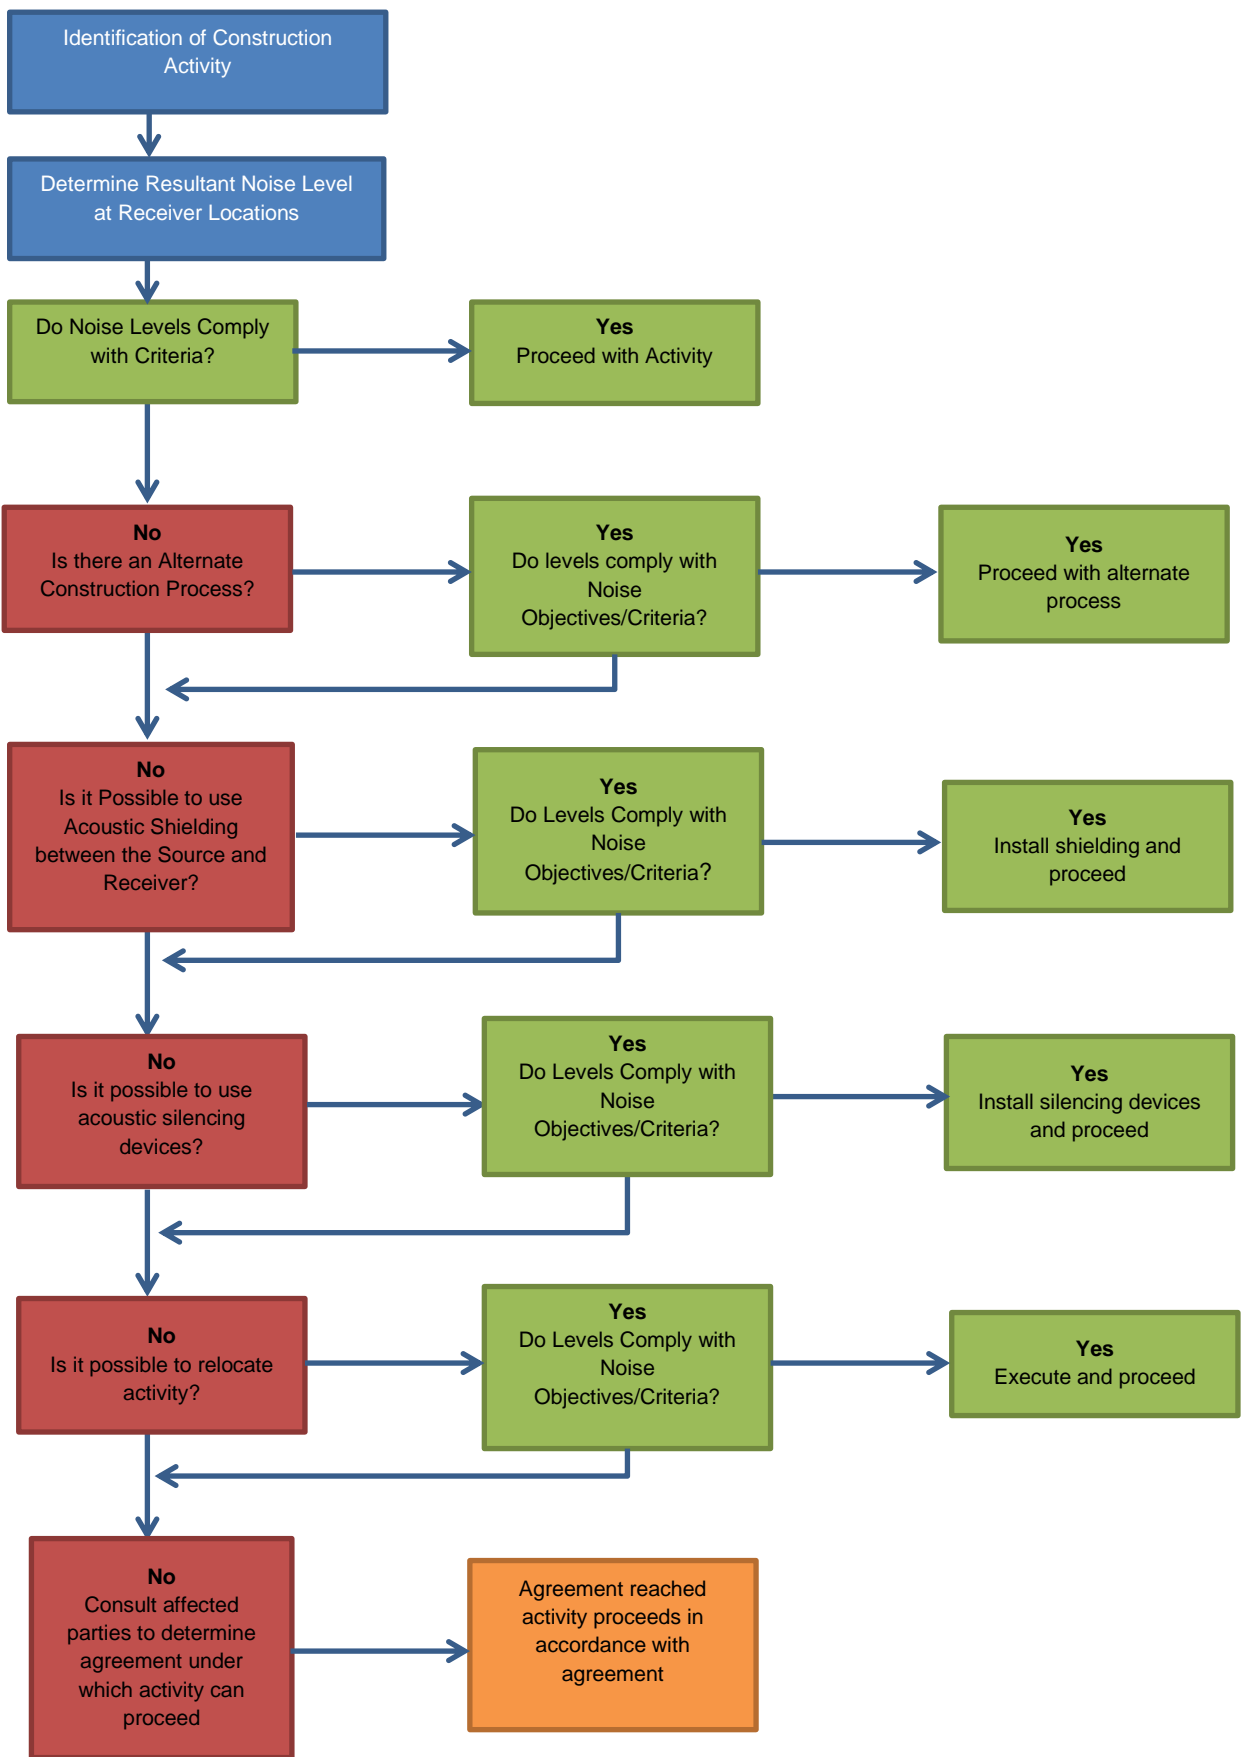 Identification of Construction
Activity
Determine Resultant Noise Level
at Receiver Locations
Do Noise Levels Comply
with Criteria?
Yes
Proceed with Activity
No
Is there an Alternate
Construction Process?
Yes
Do levels comply with
Noise
Objectives/Criteria?
Yes
Proceed with alternate
process
No
Is it Possible to use
Acoustic Shielding
between the Source and
Receiver?
Yes
Do Levels Comply with
Noise
Objectives/Criteria?
Yes
Install shielding and
proceed
No
Is it possible to use
acoustic silencing
devices?
Yes
Do Levels Comply with
Noise
Objectives/Criteria?
Yes
Install silencing devices
and proceed
No
Is it possible to relocate
activity?
Yes
Do Levels Comply with
Noise
Objectives/Criteria?
Yes
Execute and proceed
No
Consult affected
parties to determine
agreement under
which activity can
proceed
Agreement reached
activity proceeds in
accordance with
agreement